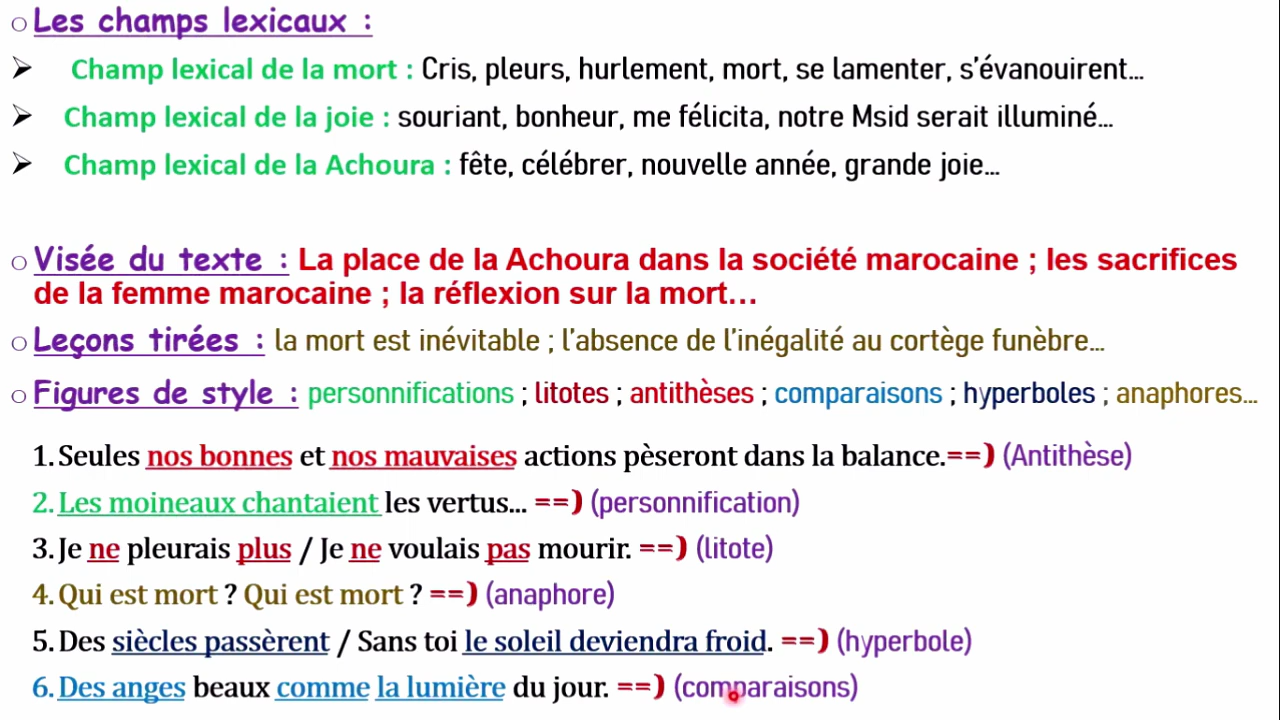 o Les champs lexicaux :
➢ Champ lexical de la mort : Cris, pleurs, hurlement, mort, se lamenter, s'évanouirent...
➢ Champ lexical de la joie : souriant, bonheur, me félicita, notre Msid serait illuminé...
➢ Champ lexical de la Achoura : fête, célébrer, nouvelle année, grande joie...
o Visée du texte : La place de la Achoura dans la société marocaine ; les sacrifices
de la femme marocaine ; la réflexion sur la mort...
o Leçons tirées : la mort est inévitable ; l'absence de l'inégalité au cortège funèbre...
o Figures de style : personnifications ; litotes ; antithèses ; comparaisons ; hyperboles ; anaphores...
1. Seules nos bonnes et nos mauvaises actions pèseront dans la balance.==) (Antithèse)
2. Les moineaux chantaient les vertus... ==) (personnification)
3. Je ne pleurais plus / Je ne voulais pas mourir. ==) (litote)
4. Qui est mort ? Qui est mort ? ==) (anaphore)
5. Des siècles passèrent / Sans toi le soleil deviendra froid. ==) (hyperbole)
6. Des anges beaux comme la lumière du jour. ==) (comparaisons)